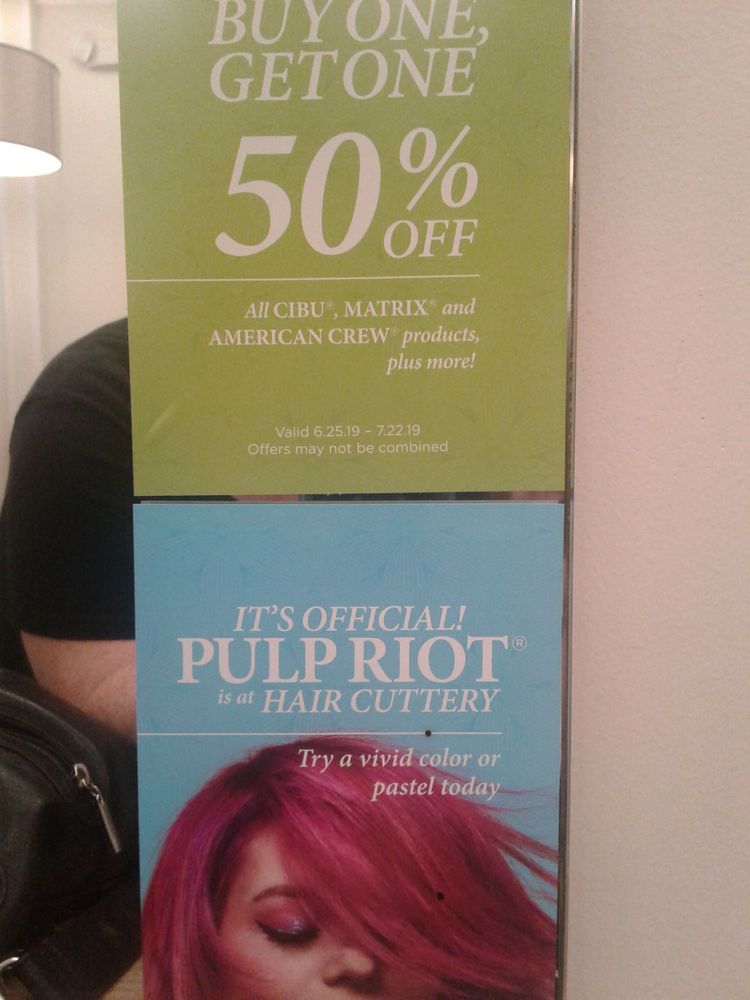 BUY ONE,
GET ONE
50% OFF
All CIBU®, MATRIX® and
AMERICAN CREW® products,
plus more!
Valid 6.25.19 – 7.22.19
Offers may not be combined
IT'S OFFICIAL!
PULP RIOT®
is at HAIR CUTTERY
Try a vivid color or
pastel today